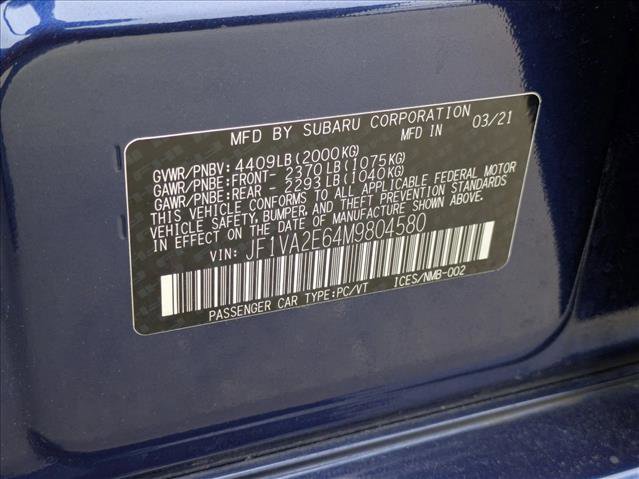 MFD BY SUBARU CORPORATION
MFD IN 03/21
GVWR/PNBV: 4409LB(2000KG)
GAWR/PNBE:FRONT- 2370LB(1075KG)
GAWR/PNBE:REAR - 2293LB(1040KG)
THIS VEHICLE CONFORMS TO ALL APPLICABLE FEDERAL MOTOR
VEHICLE SAFETY, BUMPER, AND THEFT PREVENTION STANDARDS
IN EFFECT ON THE DATE OF MANUFACTURE SHOWN ABOVE.
VIN: JF1VA2E64M9804580
PASSENGER CAR TYPE:PC/VT ICES/NMB-002